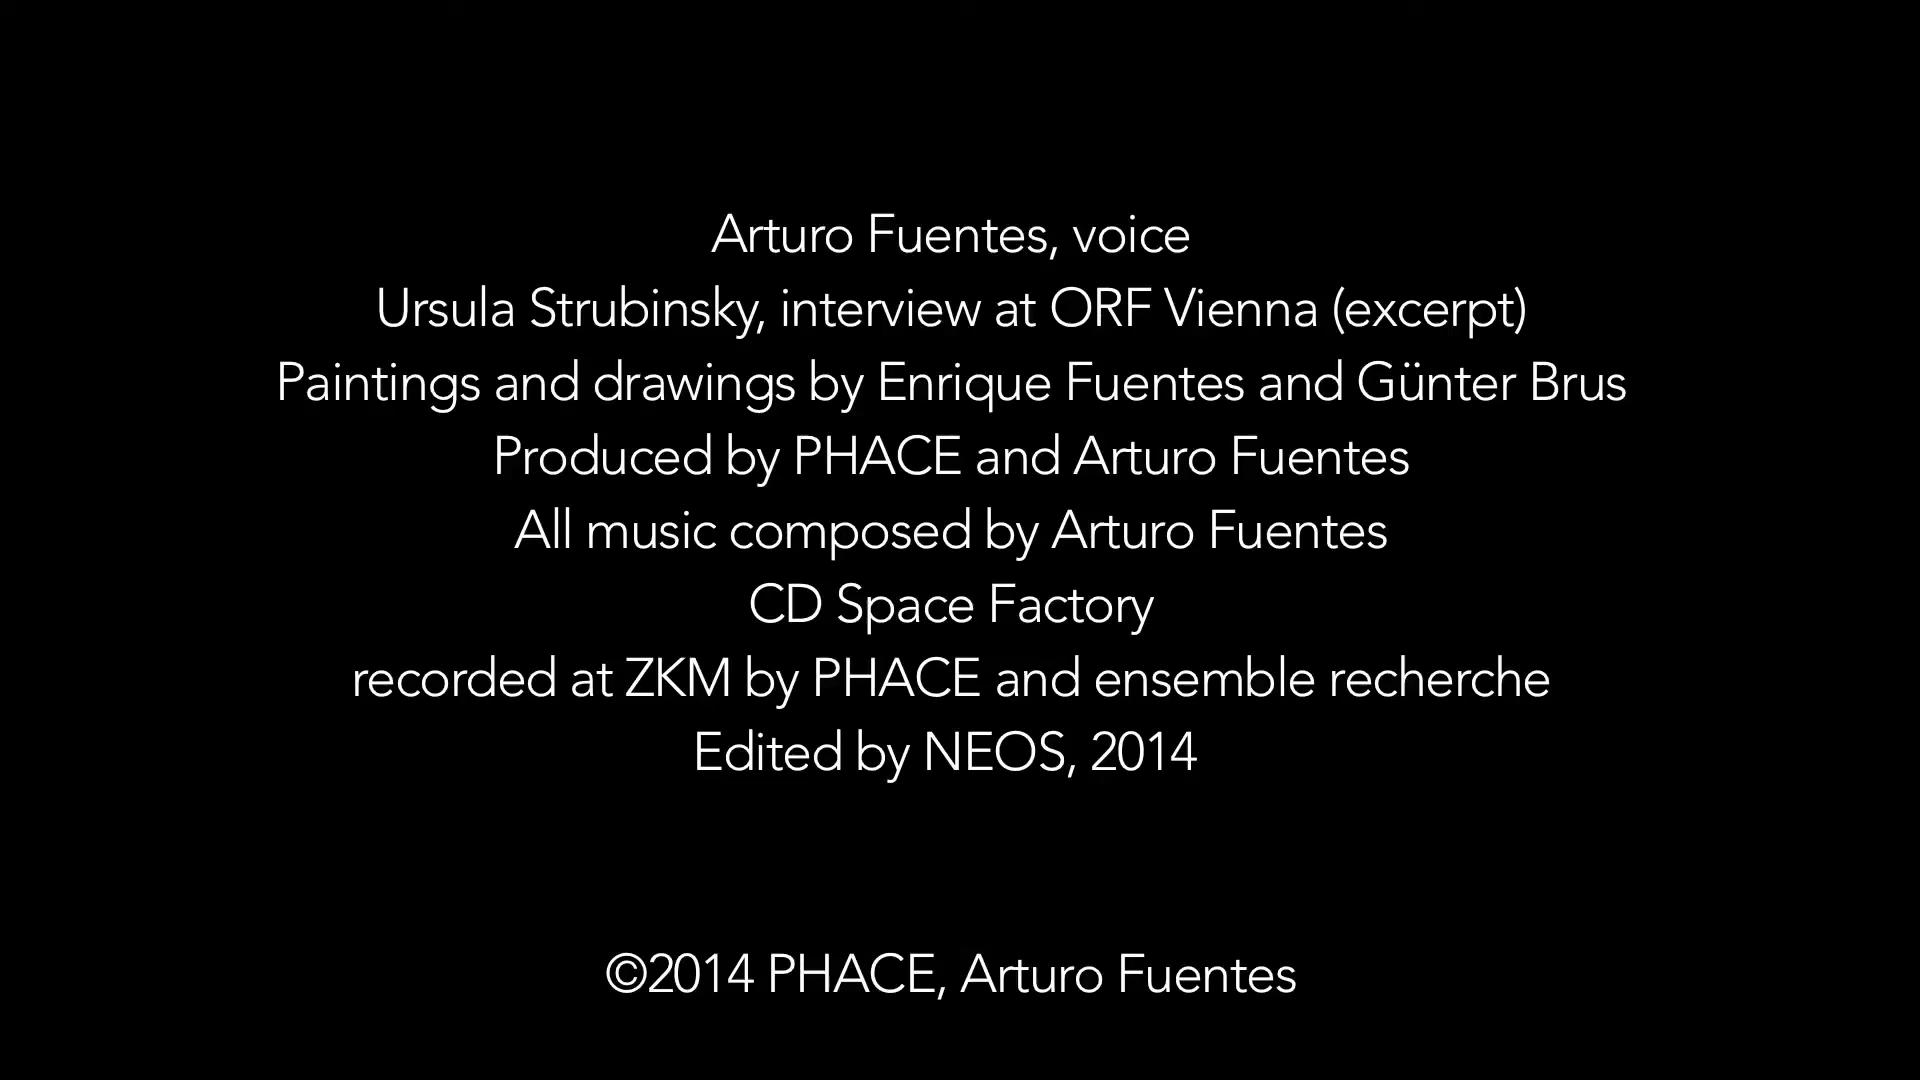 Arturo Fuentes, voice
Ursula Strubinsky, interview at ORF Vienna (excerpt)
Paintings and drawings by Enrique Fuentes and Günter Brus
Produced by PHACE and Arturo Fuentes
All music composed by Arturo Fuentes
CD Space Factory
recorded at ZKM by PHACE and ensemble recherche
Edited by NEOS, 2014
©2014 PHACE, Arturo Fuentes